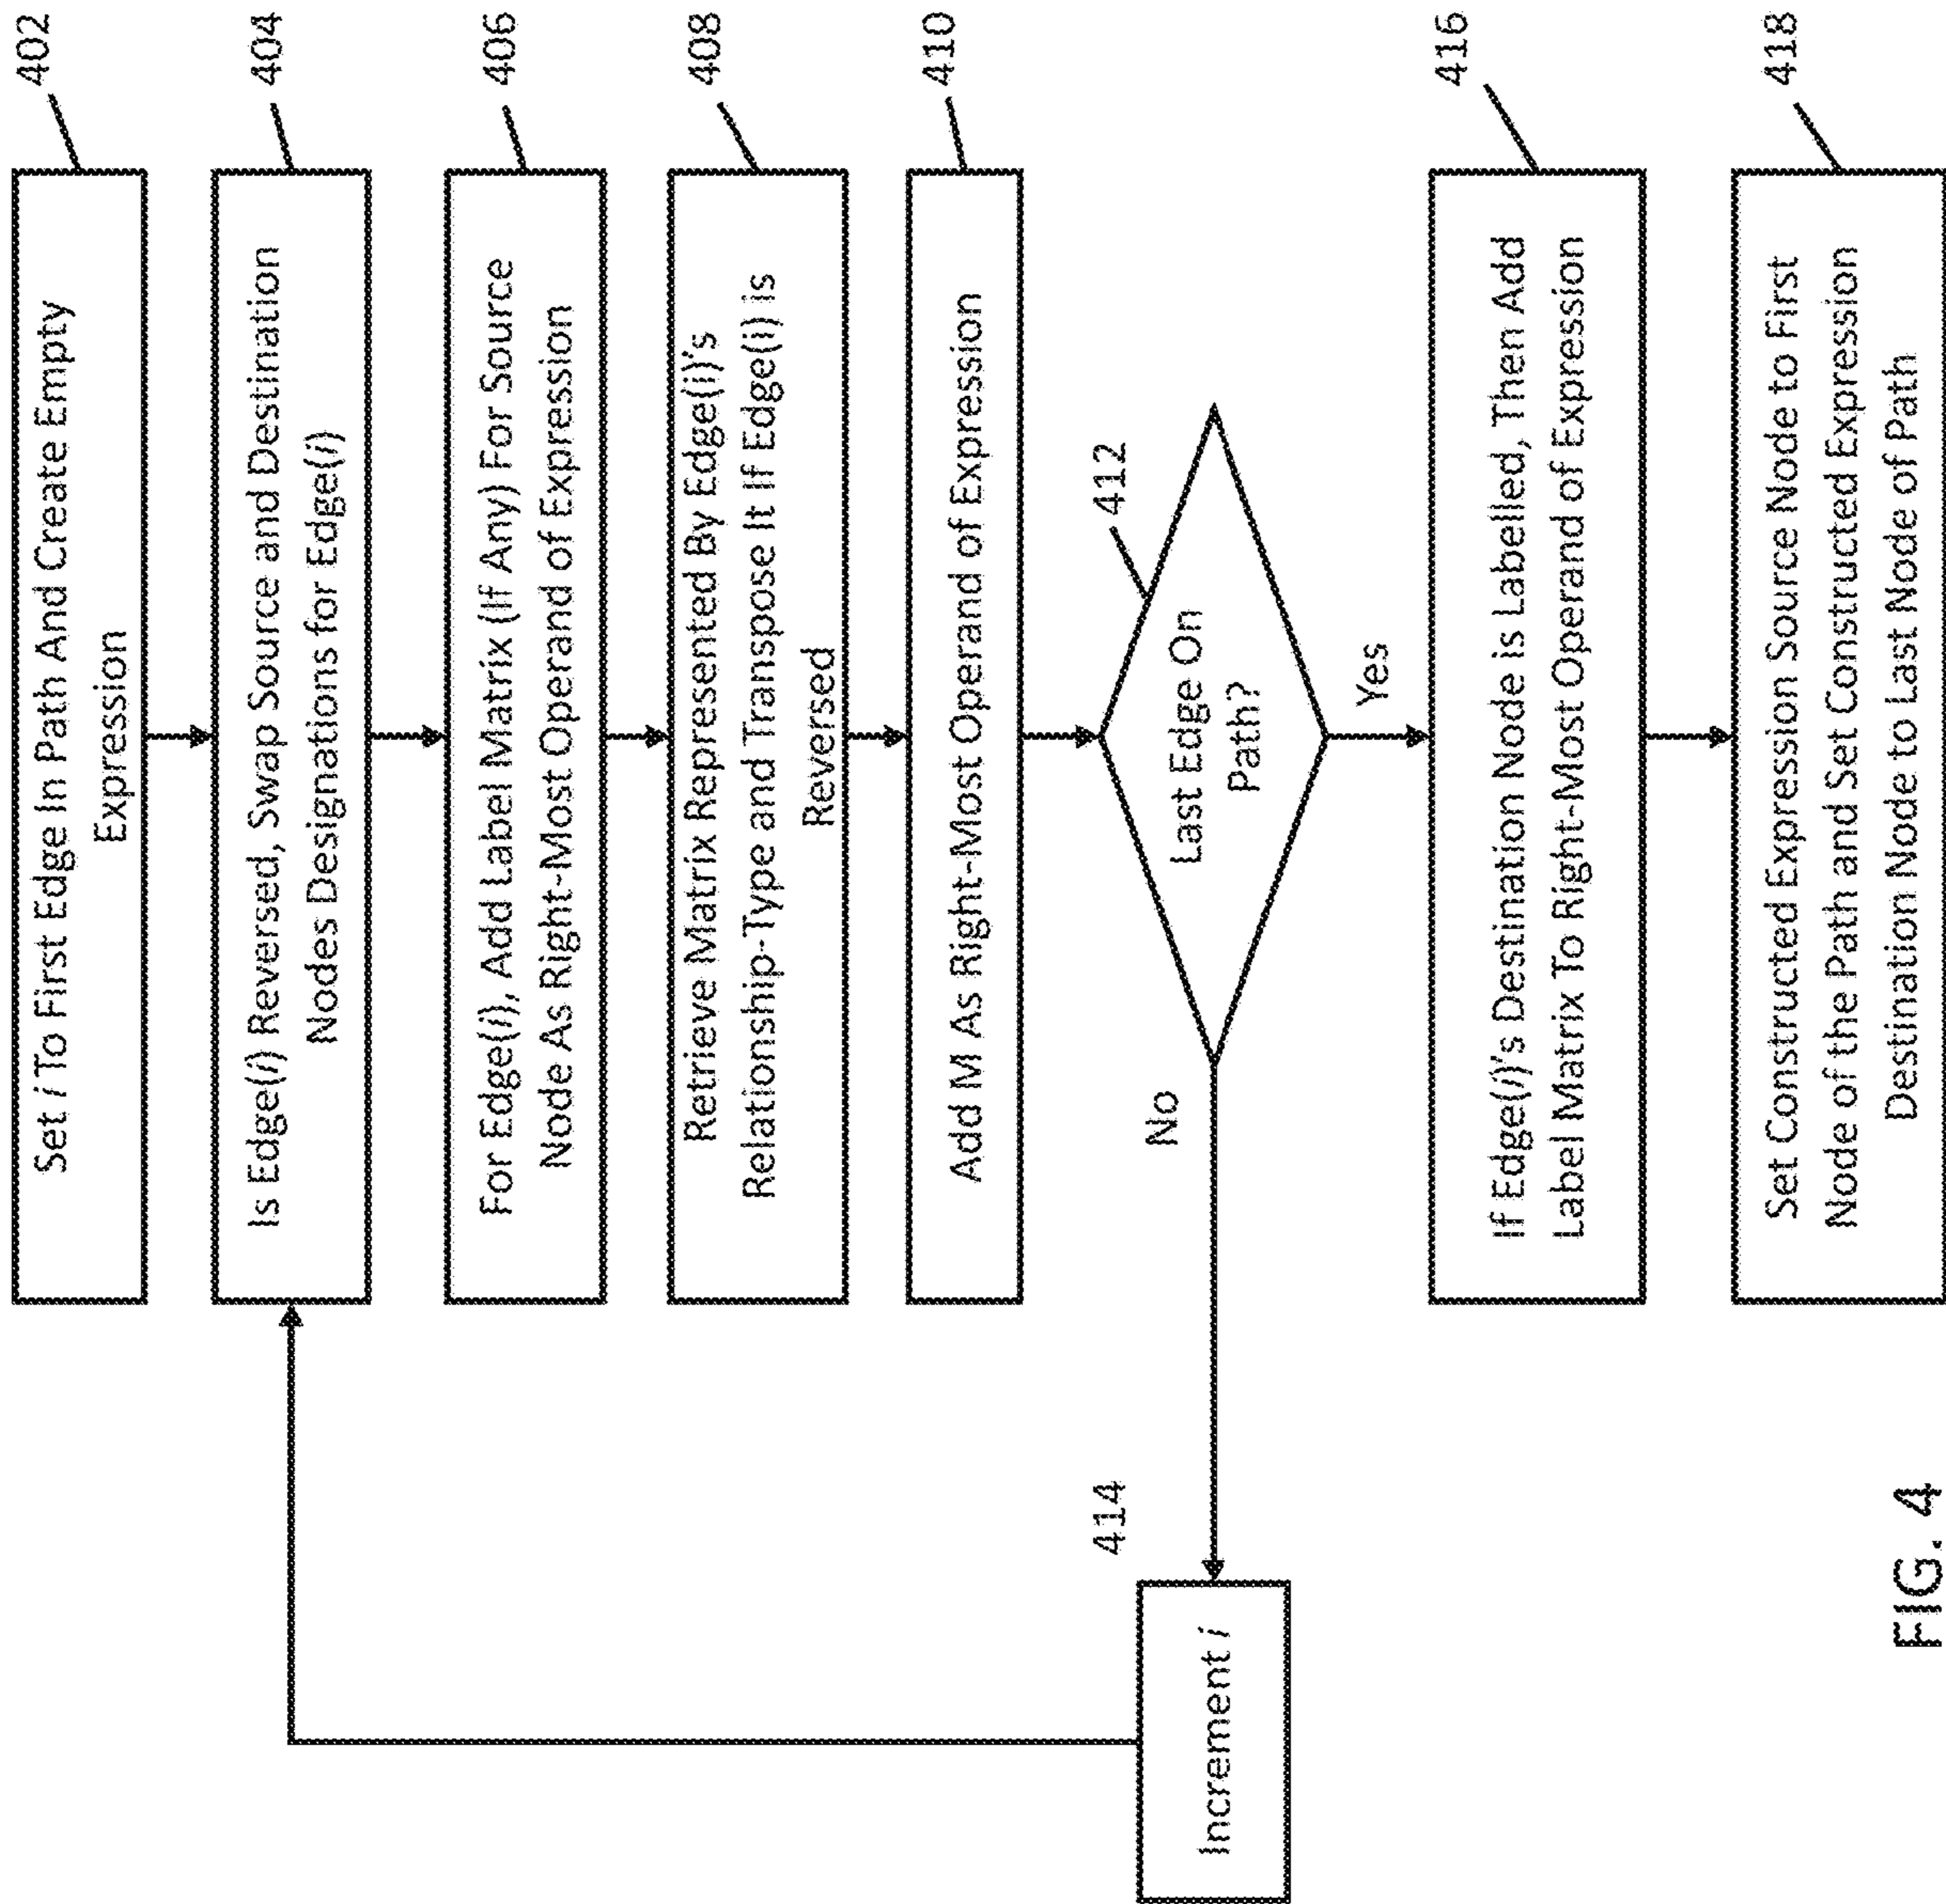 Set i To First Edge In Path And Create Empty
Expression
402
Is Edge(i) Reversed, Swap Source and Destination
Nodes Designations for Edge(i)
404
For Edge(i), Add Label Matrix (If Any) For Source
Node As Right-Most Operand of Expression
406
Retrieve Matrix Represented By Edge(i)'s
Relationship-Type and Transpose It If Edge(i) is
Reversed
408
Add M As Right-Most Operand of Expression
410
Last Edge On
Path?
412
No
Yes
414
Increment i
If Edge(i)'s Destination Node is Labelled, Then Add
Label Matrix To Right-Most Operand of Expression
416
Set Constructed Expression Source Node to First
Node of the Path and Set Constructed Expression
Destination Node to Last Node of Path
418
FIG. 4